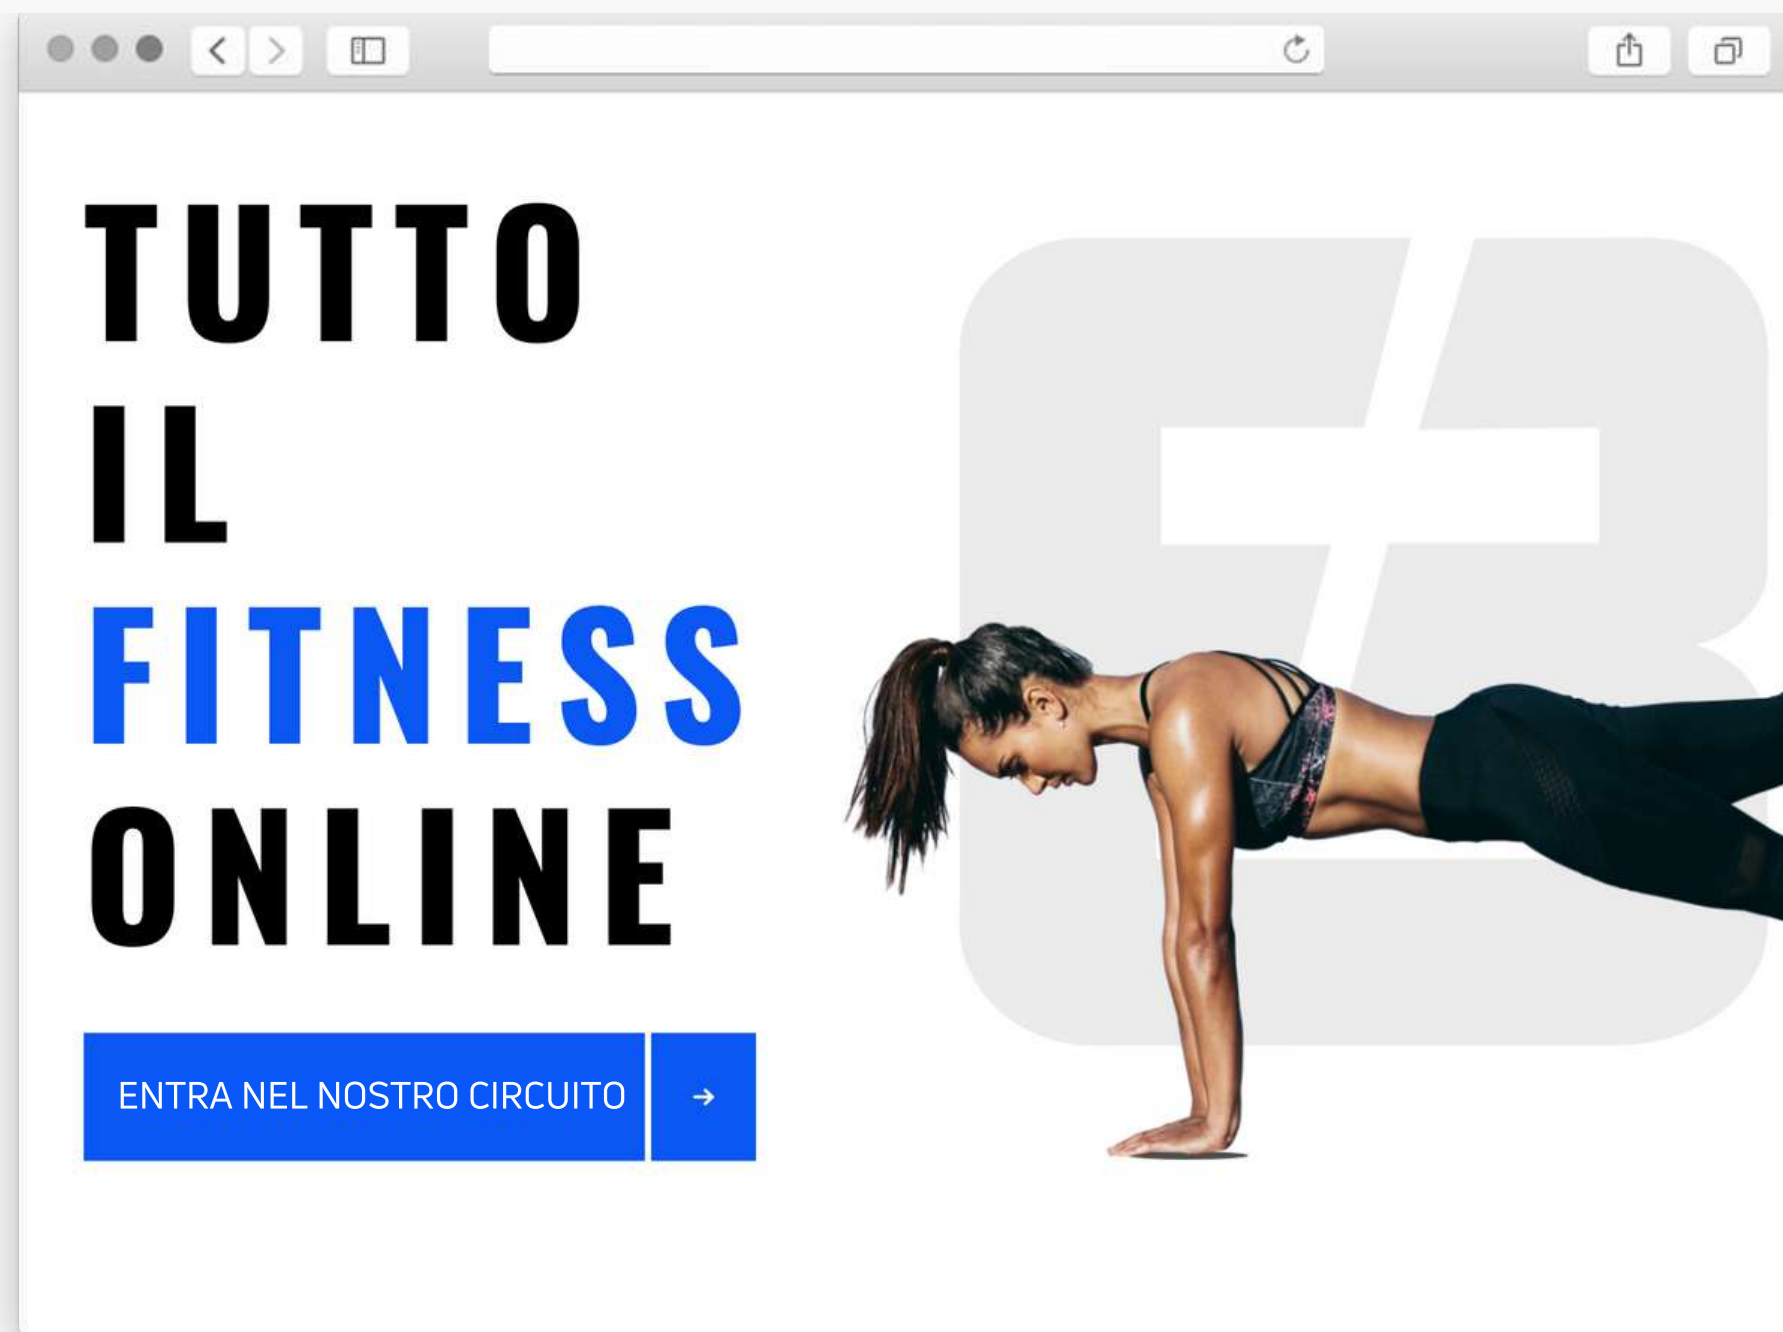 TUTTO
IL
FITNESS
ONLINE
ENTRA NEL NOSTRO CIRCUITO